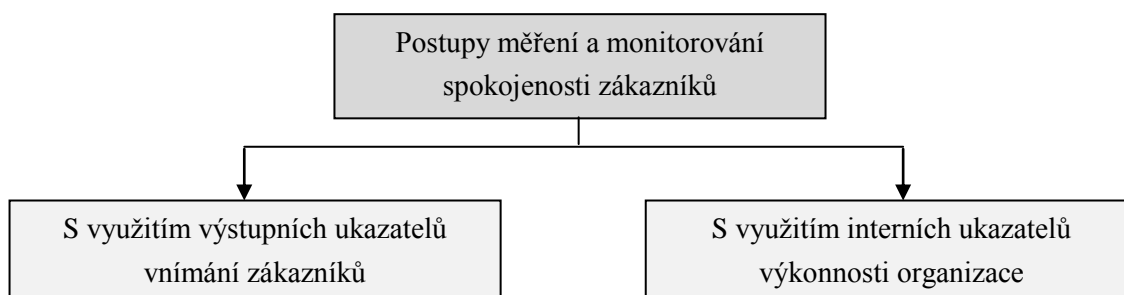 Postupy měření a monitorování
spokojenosti zákazníků
S využitím výstupních ukazatelů
vnímání zákazníků
S využitím interních ukazatelů
výkonnosti organizace